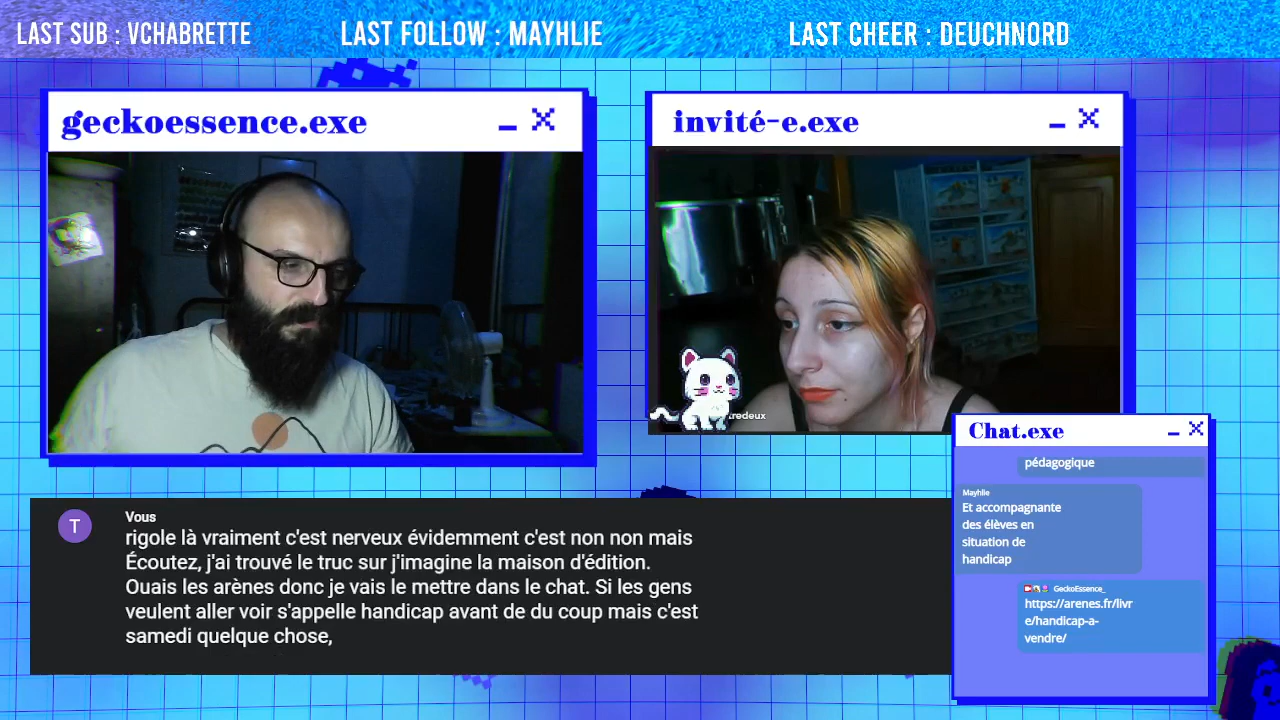 LAST SUB : VCHABRETTE
LAST FOLLOW : MAYHLIE
LAST CHEER : DEUCHNORD
geckoessence.exe
invité-e.exe
redeux
Chat.exe
pédagogique
Mayhlie
Et accompagnante
des élèves en
situation de
handicap
GeckoEssence_
https://arenes.fr/livr
e/handicap-a-
vendre/
T
Vous
rigole là vraiment c'est nerveux évidemment c'est non non mais
Écoutez, j'ai trouvé le truc sur j'imagine la maison d'édition.
Ouais les arènes donc je vais le mettre dans le chat. Si les gens
veulent aller voir s'appelle handicap avant de du coup mais c'est
samedi quelque chose,